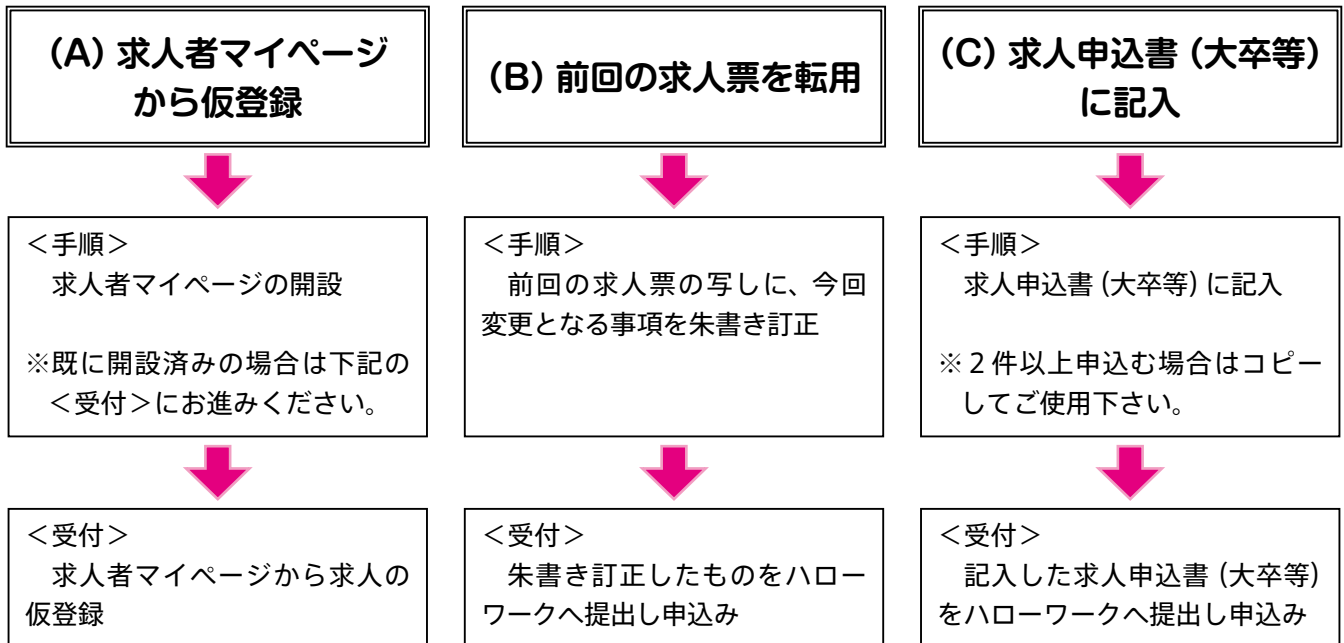 (A) 求人者マイページ
から仮登録
(B) 前回の求人票を転用
(C) 求人申込書 (大卒等)
に記入
＜手順＞
求人者マイページの開設
※既に開設済みの場合は下記の
＜受付＞にお進みください。
＜手順＞
前回の求人票の写しに、今回
変更となる事項を朱書き訂正
＜手順＞
求人申込書 (大卒等) に記入
※２件以上申込む場合はコピー
してご使用下さい。
＜受付＞
求人者マイページから求人の
仮登録
＜受付＞
朱書き訂正したものをハロー
ワークへ提出し申込み
＜受付＞
記入した求人申込書 (大卒等)
をハローワークへ提出し申込み